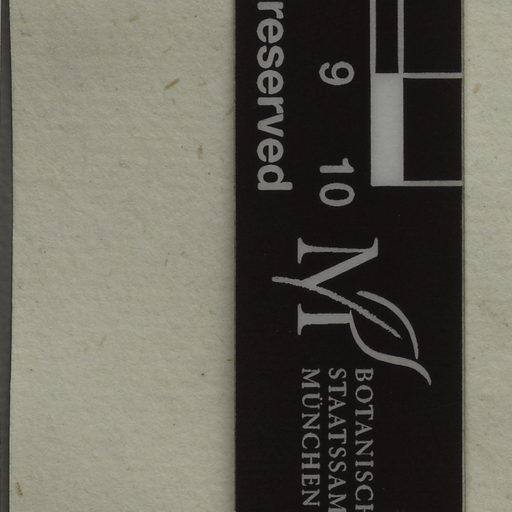 reserved
9 10
M
BOTANISCH
STAATSSAM
MÜNCHEN